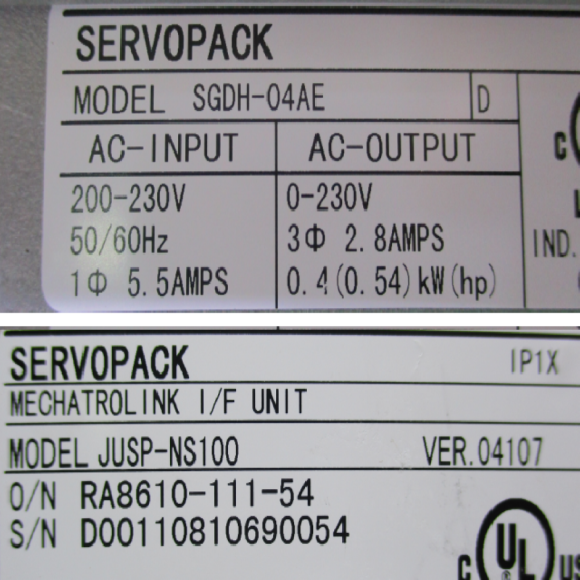 SERVOPACK
MODEL SGDH-04AE D
AC-INPUT AC-OUTPUT
200-230V 0-230V
50/60Hz 3Φ 2.8AMPS
1Φ 5.5AMPS 0.4(0.54)kW(hp)
C
IND.
SERVOPACK IP1X
MECHATROLINK I/F UNIT
MODEL JUSP-NS100 VER.04107
O/N RA8610-111-54
S/N D00110810690054
C UL US